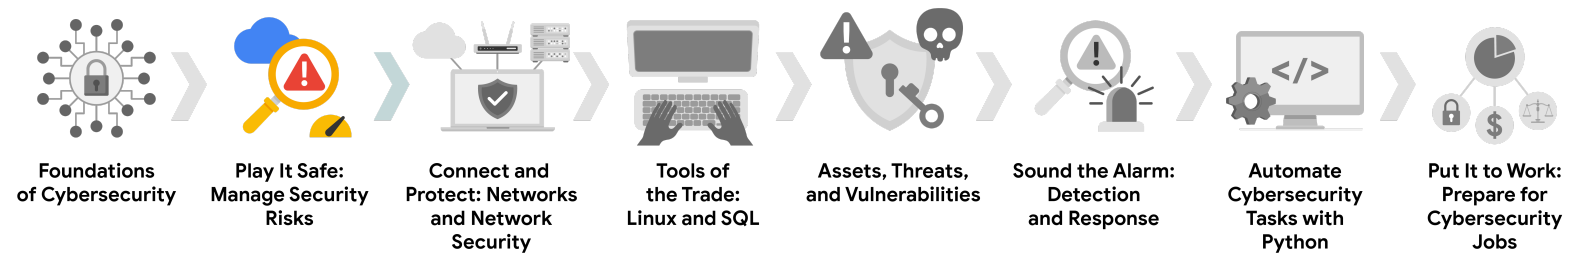 Foundations
of Cybersecurity
Play It Safe:
Manage Security
Risks
Connect and
Protect: Networks
and Network
Security
Tools of
the Trade:
Linux and SQL
Assets, Threats,
and Vulnerabilities
Sound the Alarm:
Detection
and Response
</>
Automate
Cybersecurity
Tasks with
Python
$
Put It to Work:
Prepare for
Cybersecurity
Jobs